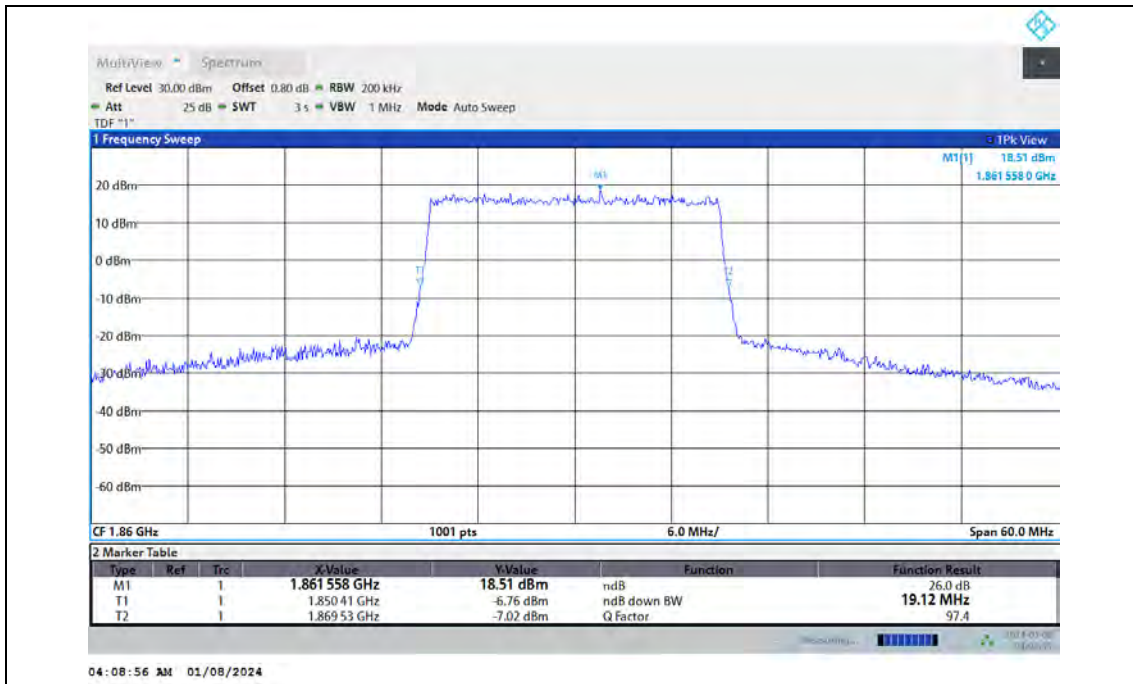 MultiView Spectrum
Ref Level 30.00 dBm Offset 0.80 dB RBW 200 kHz
Att 25 dB SWT 3 s VBW 1 MHz Mode Auto Sweep
TDF "1"
1 Frequency Sweep 1Pk View
M1[1] 18.51 dBm
1.861 558 0 GHz
M1
20 dBm
10 dBm
0 dBm
T1 T2
-10 dBm
-20 dBm
-30 dBm
-40 dBm
-50 dBm
-60 dBm
CF 1.86 GHz 1001 pts 6.0 MHz/ Span 60.0 MHz
2 Marker Table
Type Ref Trc X-Value Y-Value Function Function Result
M1 1 1.861 558 GHz 18.51 dBm ndB 26.0 dB
T1 1 1.850 41 GHz -6.76 dBm ndB down BW 19.12 MHz
T2 1 1.869 53 GHz -7.02 dBm Q Factor 97.4
Measuring...
04:08:56 AM 01/08/2024